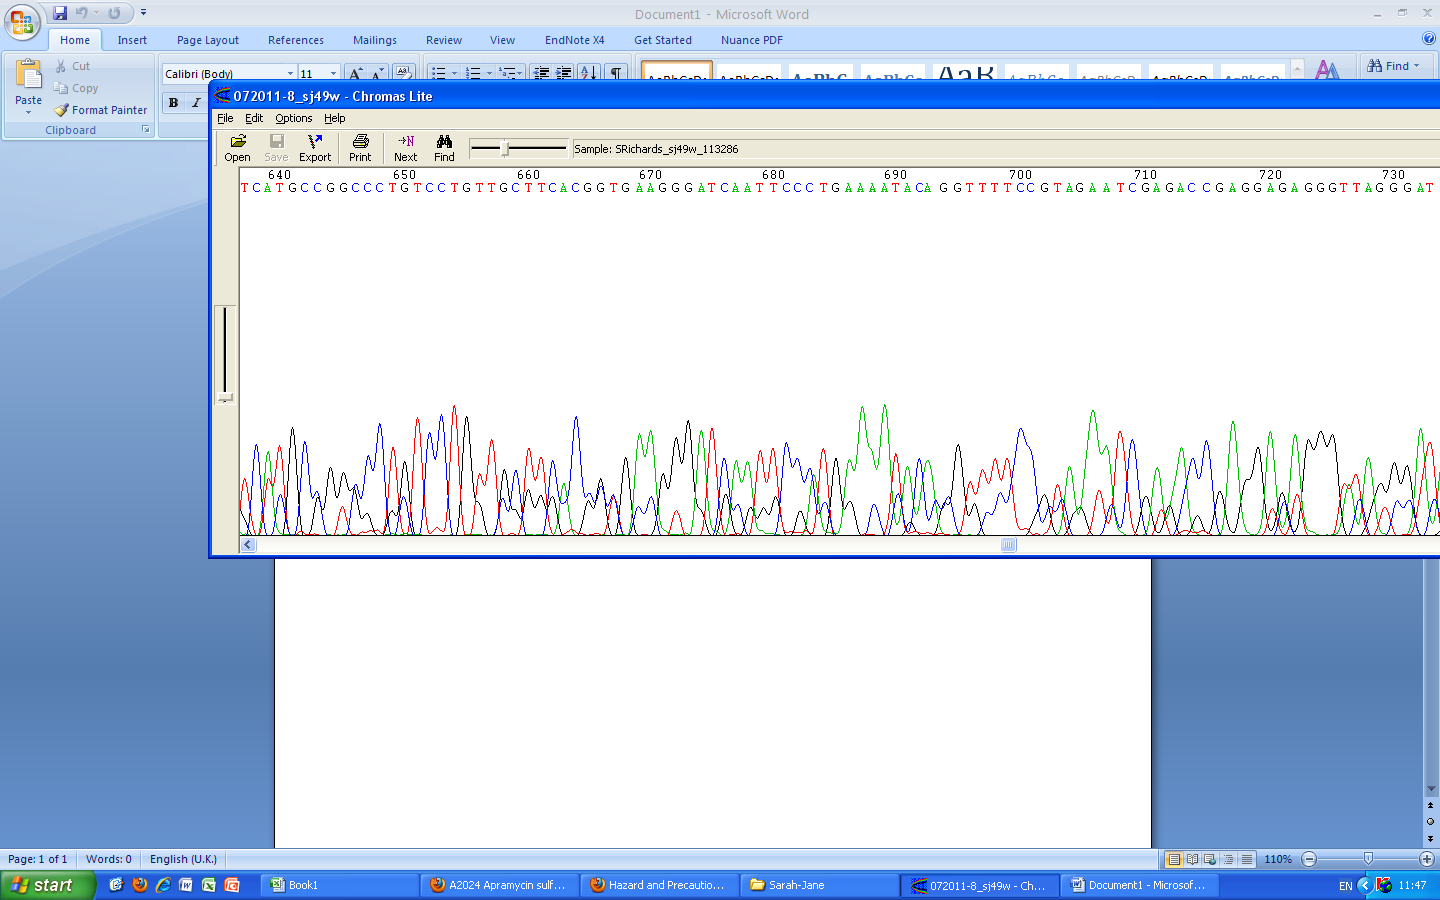 Document1 - Microsoft Word
Home Insert Page Layout References Mailings Review View EndNote X4 Get Started Nuance PDF
Cut
Copy
Format Painter
Paste
Clipboard
Calibri (Body) 11
B I
Find
072011-8_sj49w - Chromas Lite
File Edit Options Help
Open Save Export Print Next Find
Sample: SRichards_sj49w_113286
640 650 660 670 680 690 700 710 720 730
TCATGCCGGCCCTGTCCTGTTGCTTCACGGTGAAGGGATCAATTCCCTGAAAATACAGGTTTTCCGTAGAATCGAGACCGAGGAGAGGGTTAGGGAT
Page: 1 of 1 Words: 0 English (U.K.) 110%
start Book1 A2024 Apramycin sulf... Hazard and Precautio... Sarah-Jane 072011-8_sj49w - Ch... Document1 - Microsof... EN 11:47